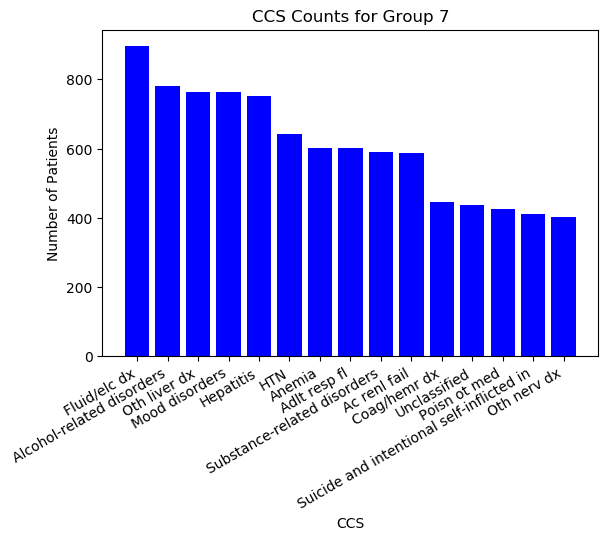 CCS Counts for Group 7
Number of Patients
800
600
400
200
0
Fluid/elc dx
Alcohol-related disorders
Oth liver dx
Mood disorders
Hepatitis
HTN
Anemia
Adlt resp fl
Substance-related disorders
Ac renl fail
Coag/hemr dx
Unclassified
Poisn ot med
Suicide and intentional self-inflicted in
Oth nerv dx
CCS